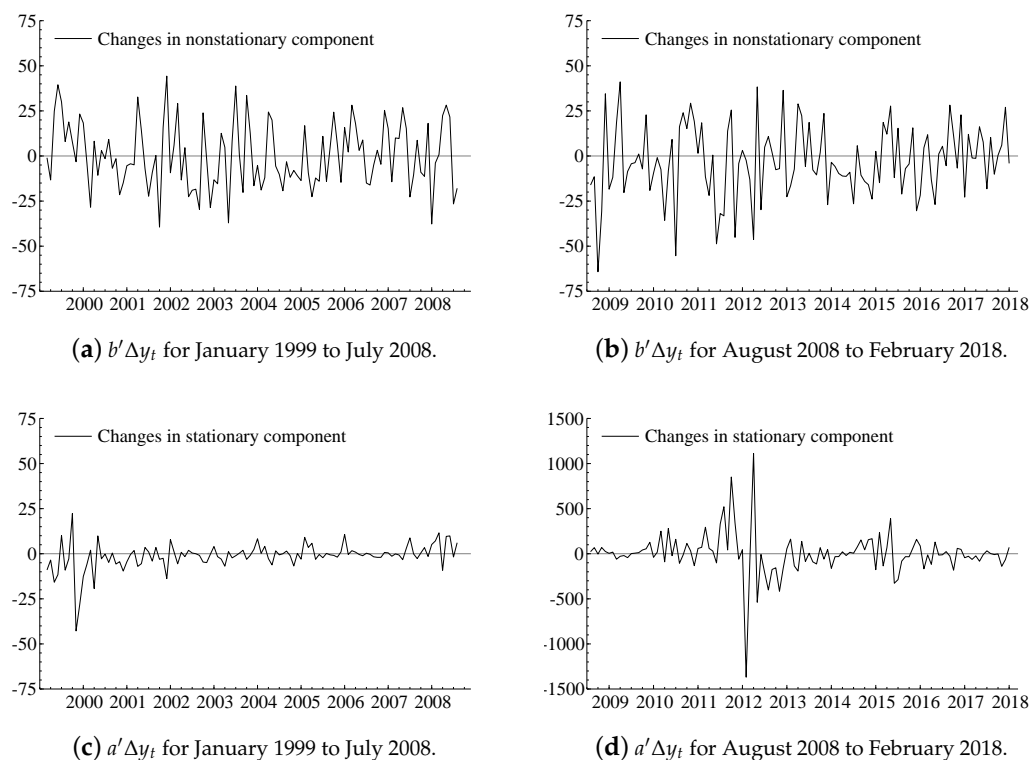 75
Changes in nonstationary component
50
25
0
-25
-50
-75
2000 2001 2002 2003 2004 2005 2006 2007 2008
(a) b′Δyt for January 1999 to July 2008.
75
Changes in nonstationary component
50
25
0
-25
-50
-75
2009 2010 2011 2012 2013 2014 2015 2016 2017 2018
(b) b′Δyt for August 2008 to February 2018.
75
Changes in stationary component
50
25
0
-25
-50
-75
2000 2001 2002 2003 2004 2005 2006 2007 2008
(c) a′Δyt for January 1999 to July 2008.
1500
Changes in stationary component
1000
500
0
-500
-1000
-1500
2009 2010 2011 2012 2013 2014 2015 2016 2017 2018
(d) a′Δyt for August 2008 to February 2018.